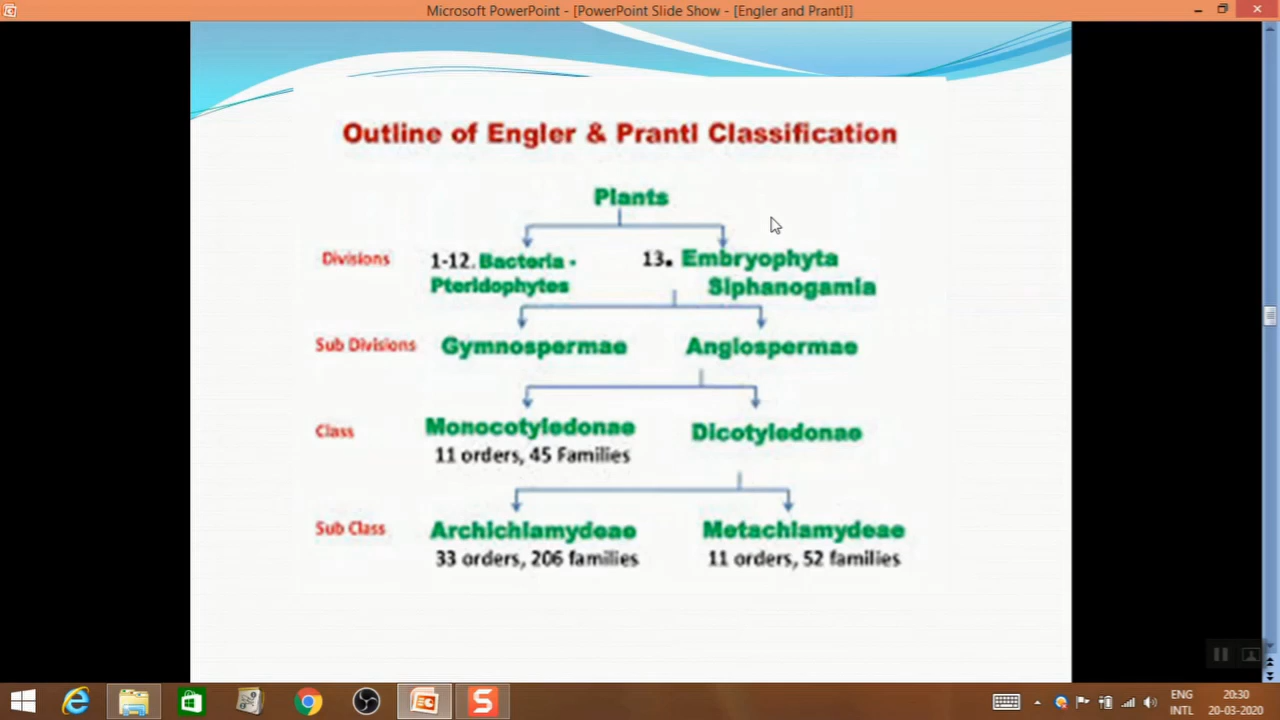 Microsoft PowerPoint - [PowerPoint Slide Show - [Engler and Prantl]]
Outline of Engler & Prantl Classification
Plants
Divisions
1-12. Bacteria -
Pteridophytes
13. Embryophyta
Siphanogamia
Sub Divisions
Gymnospermae
Angiospermae
Class
Monocotyledonae
11 orders, 45 Families
Dicotyledonae
Sub Class
Archichlamydeae
33 orders, 206 families
Metachlamydeae
11 orders, 52 families
ENG
INTL
20:30
20-03-2020